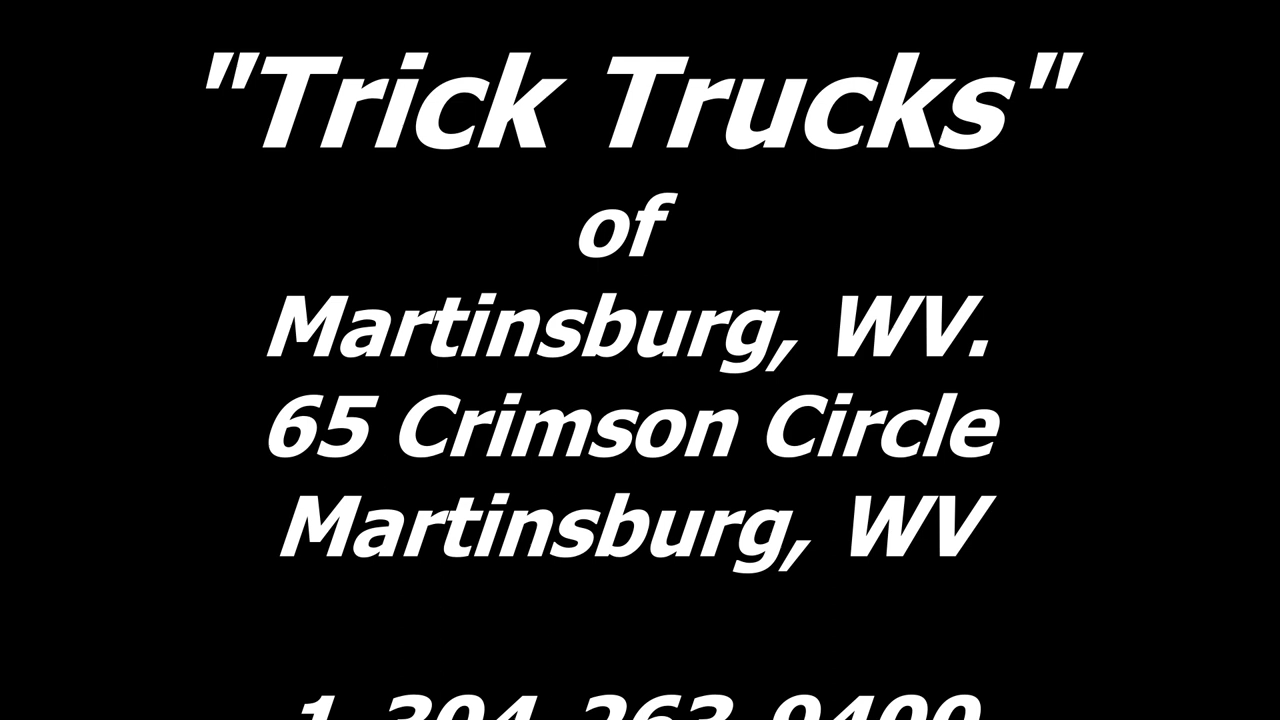 "Trick Trucks"
of
Martinsburg, WV.
65 Crimson Circle
Martinsburg, WV